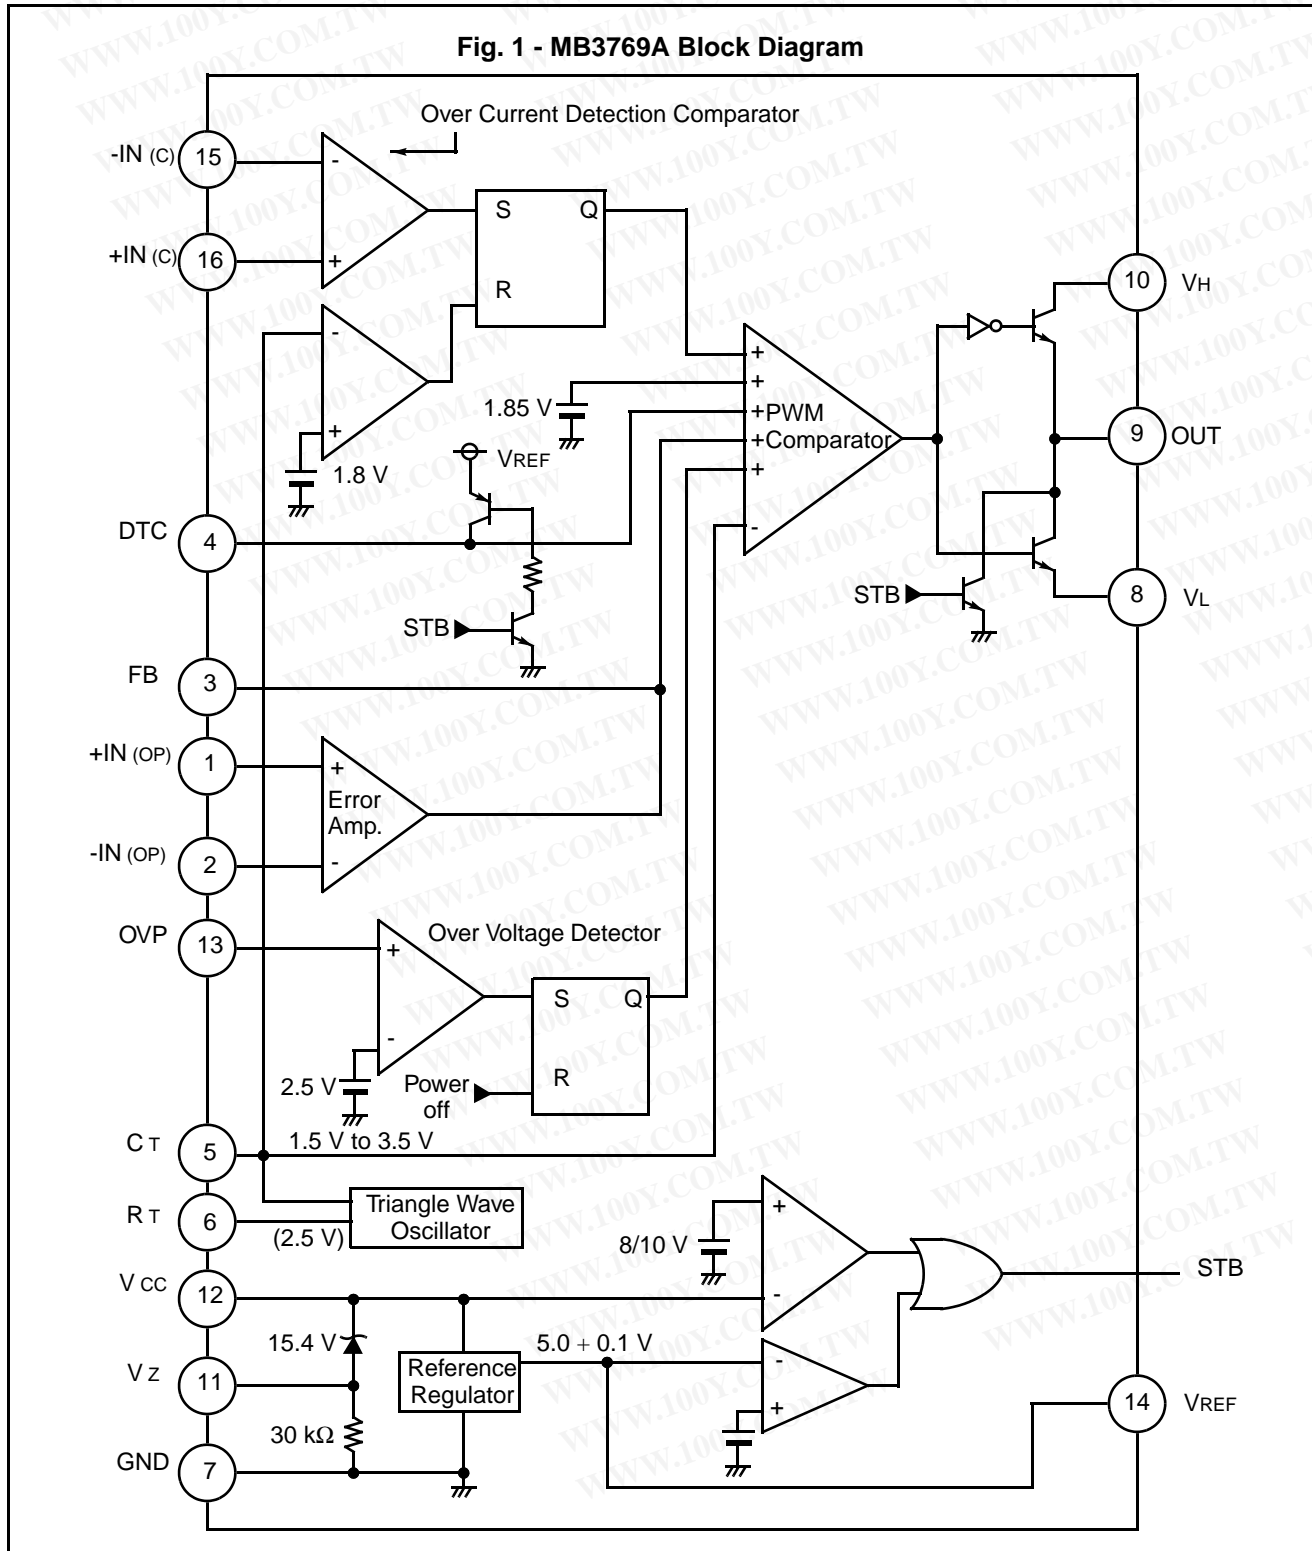 Fig. 1 - MB3769A Block Diagram
Over Current Detection Comparator
-IN (C)
15
-
S
Q
+IN (C)
16
+
R
10
VH
-
+
+
1.85 V
+PWM
+Comparator
+
-
9
OUT
+
1.8 V
VREF
DTC
4
STB
STB
8
VL
FB
3
+IN (OP)
1
+
Error
Amp.
-IN (OP)
2
-
OVP
13
+
Over Voltage Detector
S
Q
-
2.5 V
Power
off
R
CT
5
1.5 V to 3.5 V
RT
6
(2.5 V)
Triangle Wave
Oscillator
+
8/10 V
STB
VCC
12
-
15.4 V
5.0 + 0.1 V
VZ
11
Reference
Regulator
-
+
14
VREF
30 kΩ
GND
7
WWW.100Y.COM.TW